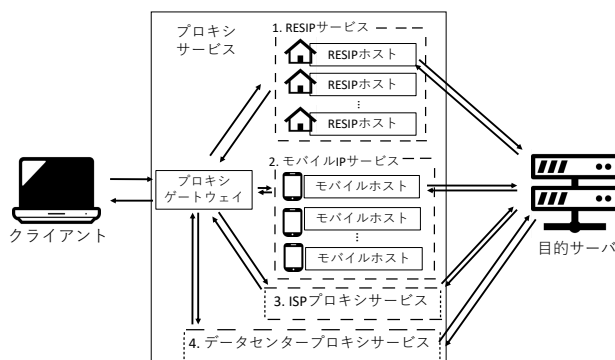 プロキシ
サービス
1. RESIPサービス
RESIPホスト
RESIPホスト
...
RESIPホスト
2. モバイルIPサービス
モバイルホスト
モバイルホスト
...
モバイルホスト
プロキシ
ゲートウェイ
クライアント
目的サーバ
3. ISPプロキシサービス
4. データセンタープロキシサービス